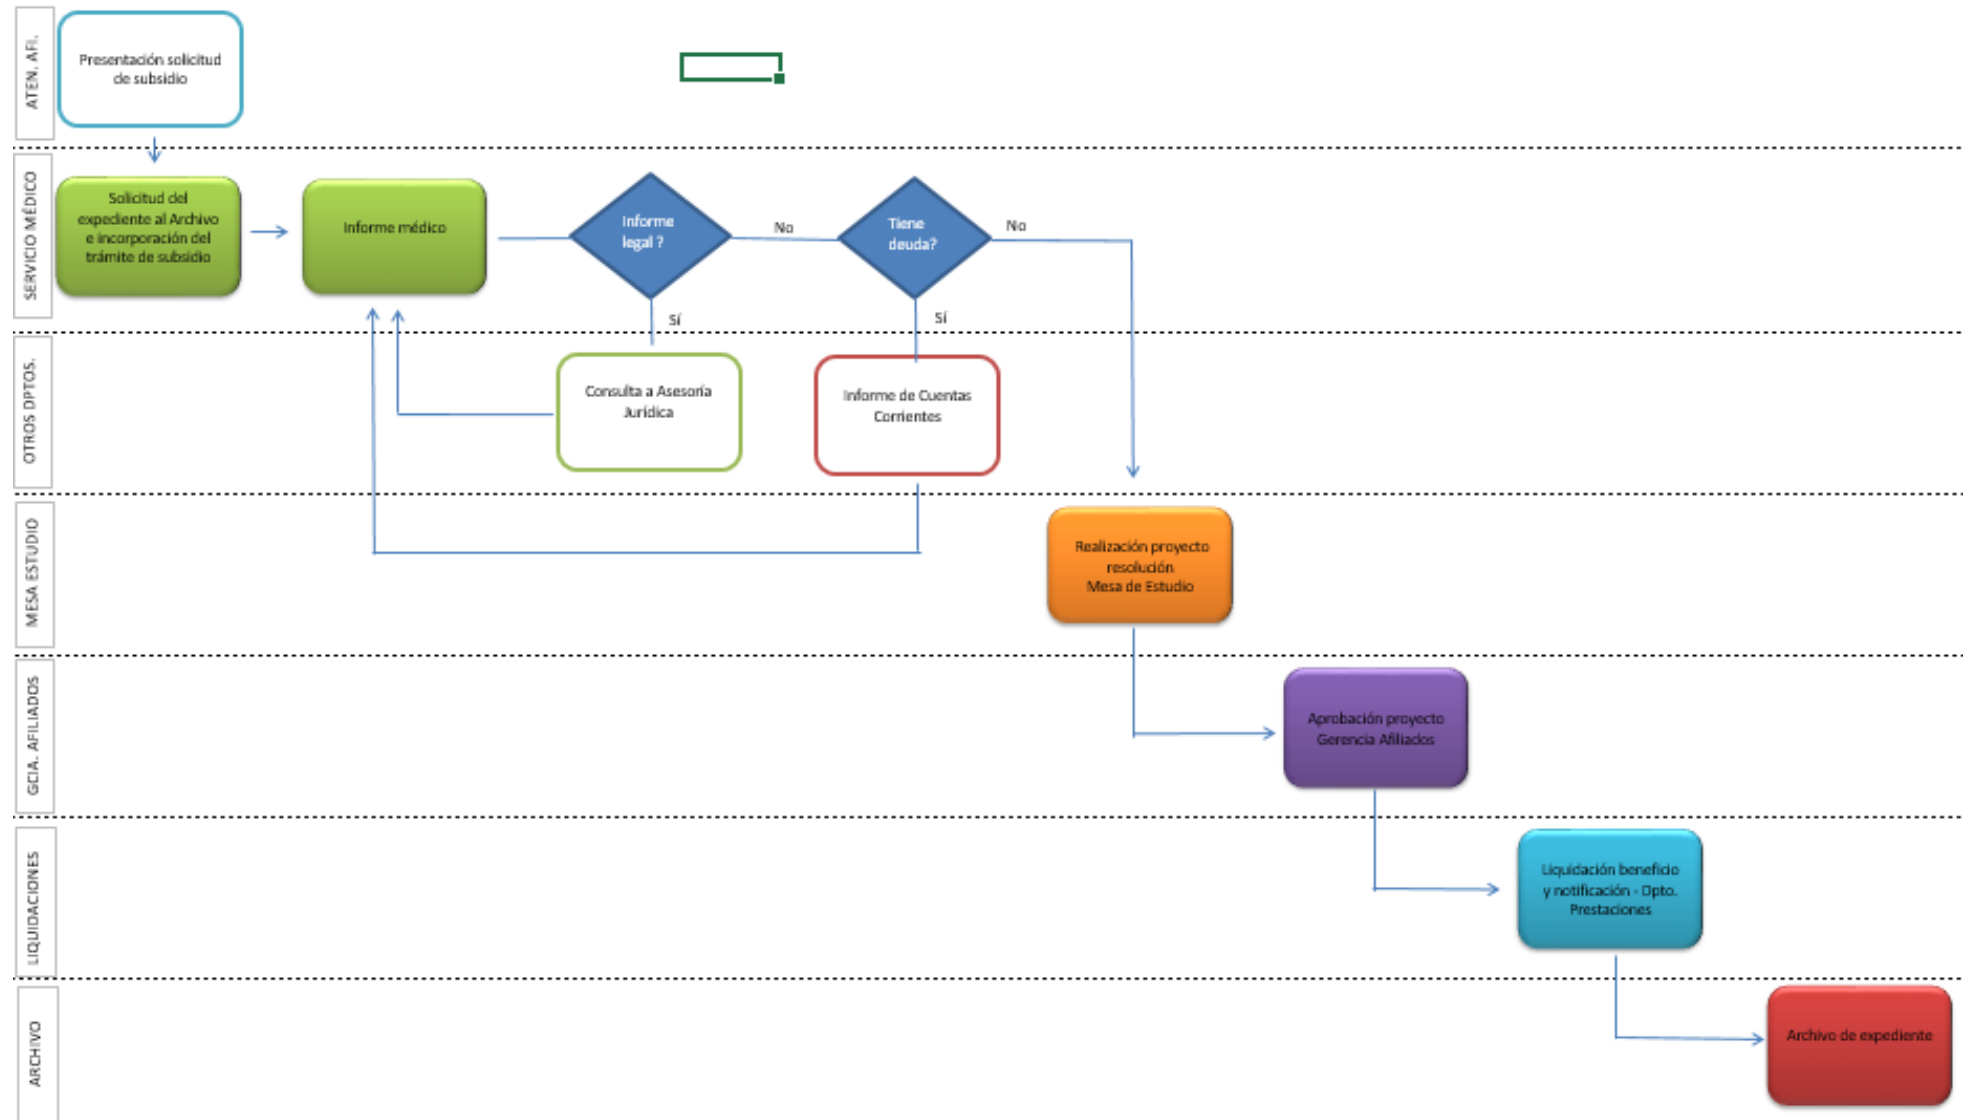 ATEN. AFI.
Presentación solicitud
de subsidio
SERVICIO MÉDICO
Solicitud del
expediente al Archivo
e incorporación del
trámite de subsidio
Informe médico
Informe
legal ?
No
Tiene
deuda?
No
Sí
Sí
OTROS DPTOS.
Consulta a Asesoría
Jurídica
Informe de Cuentas
Corrientes
MESA ESTUDIO
Realización proyecto
resolución
Mesa de Estudio
GCIA. AFILIADOS
Aprobación proyecto
Gerencia Afiliados
LIQUIDACIONES
Liquidación beneficio
y notificación - Dpto.
Prestaciones
ARCHIVO
Archivo de expediente